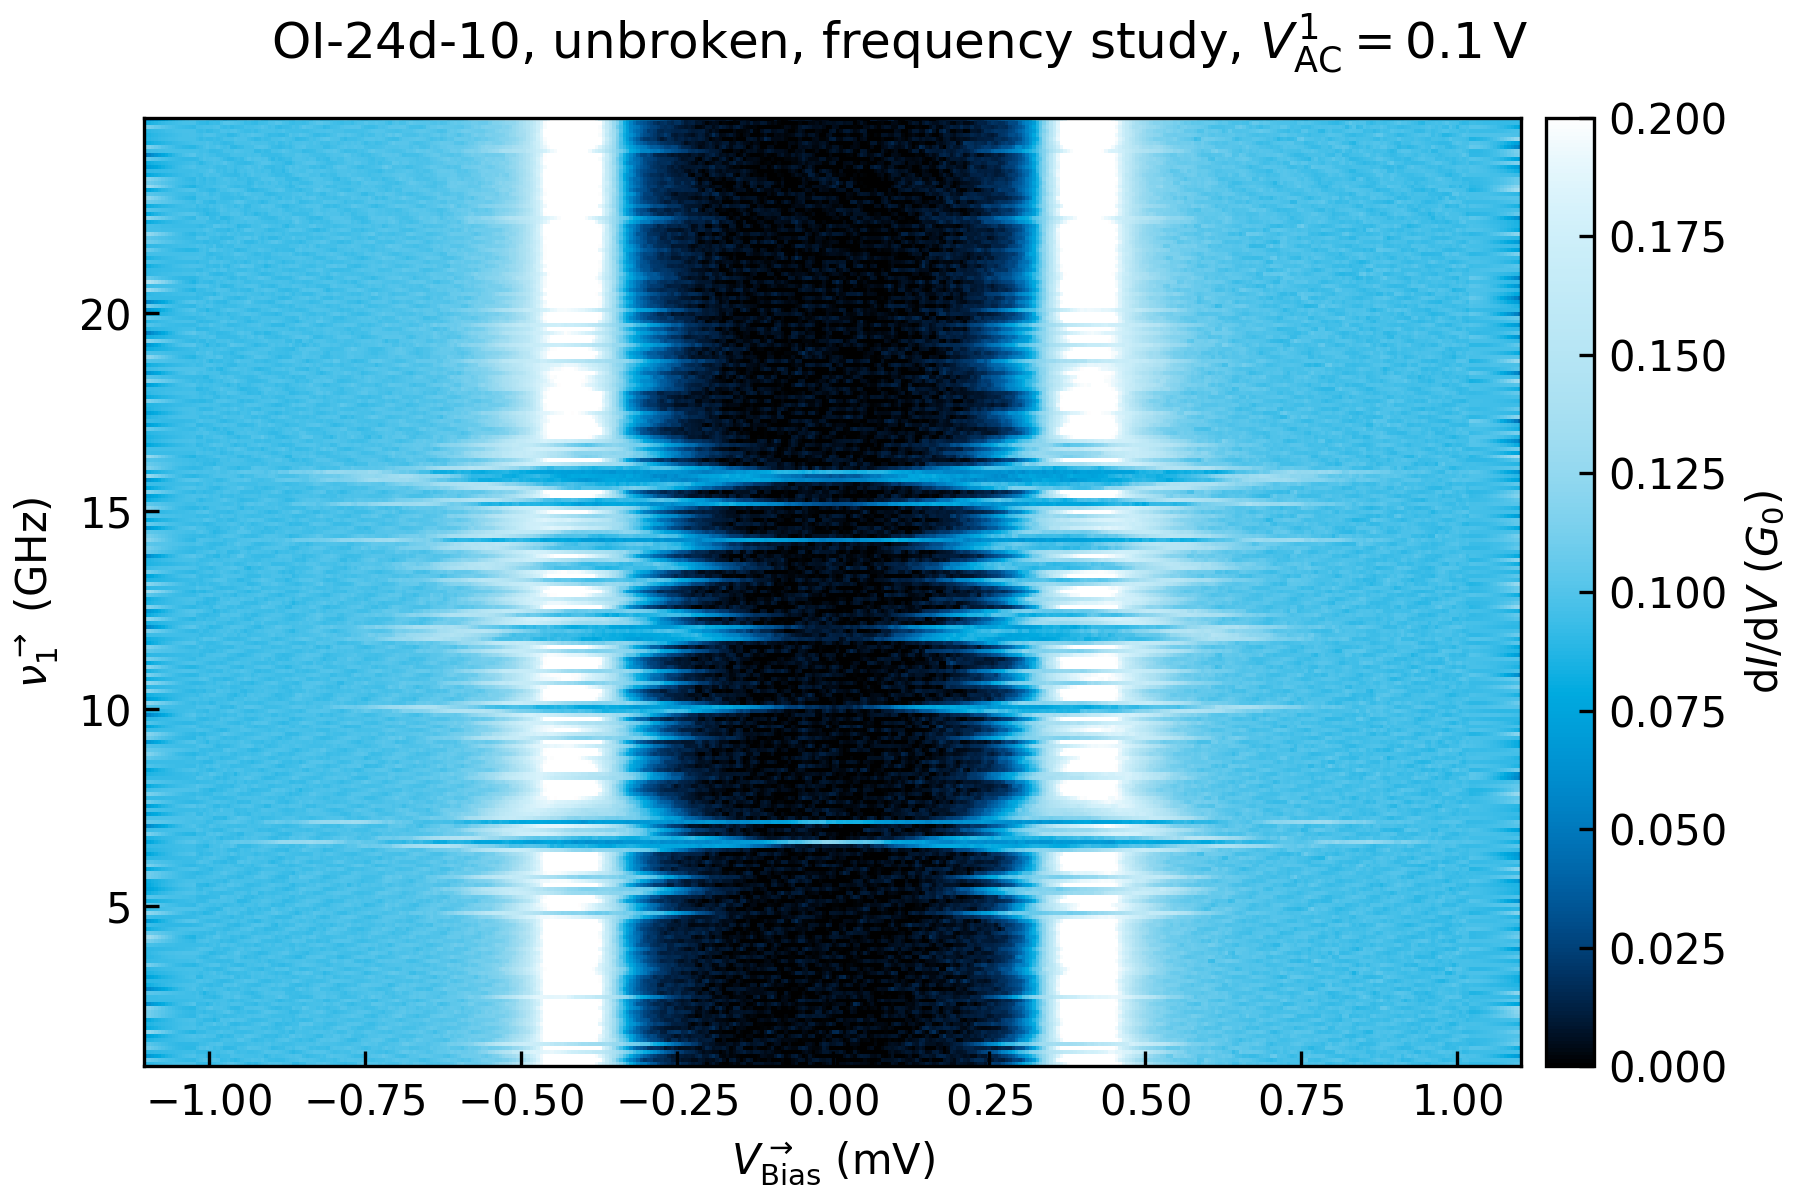 OI-24d-10, unbroken, frequency study, V¹_AC = 0.1 V
ν₁→ (GHz)
20
15
10
5
−1.00 −0.75 −0.50 −0.25 0.00 0.25 0.50 0.75 1.00
V→_Bias (mV)
0.200
0.175
0.150
0.125
0.100
0.075
0.050
0.025
0.000
dI/dV (G₀)